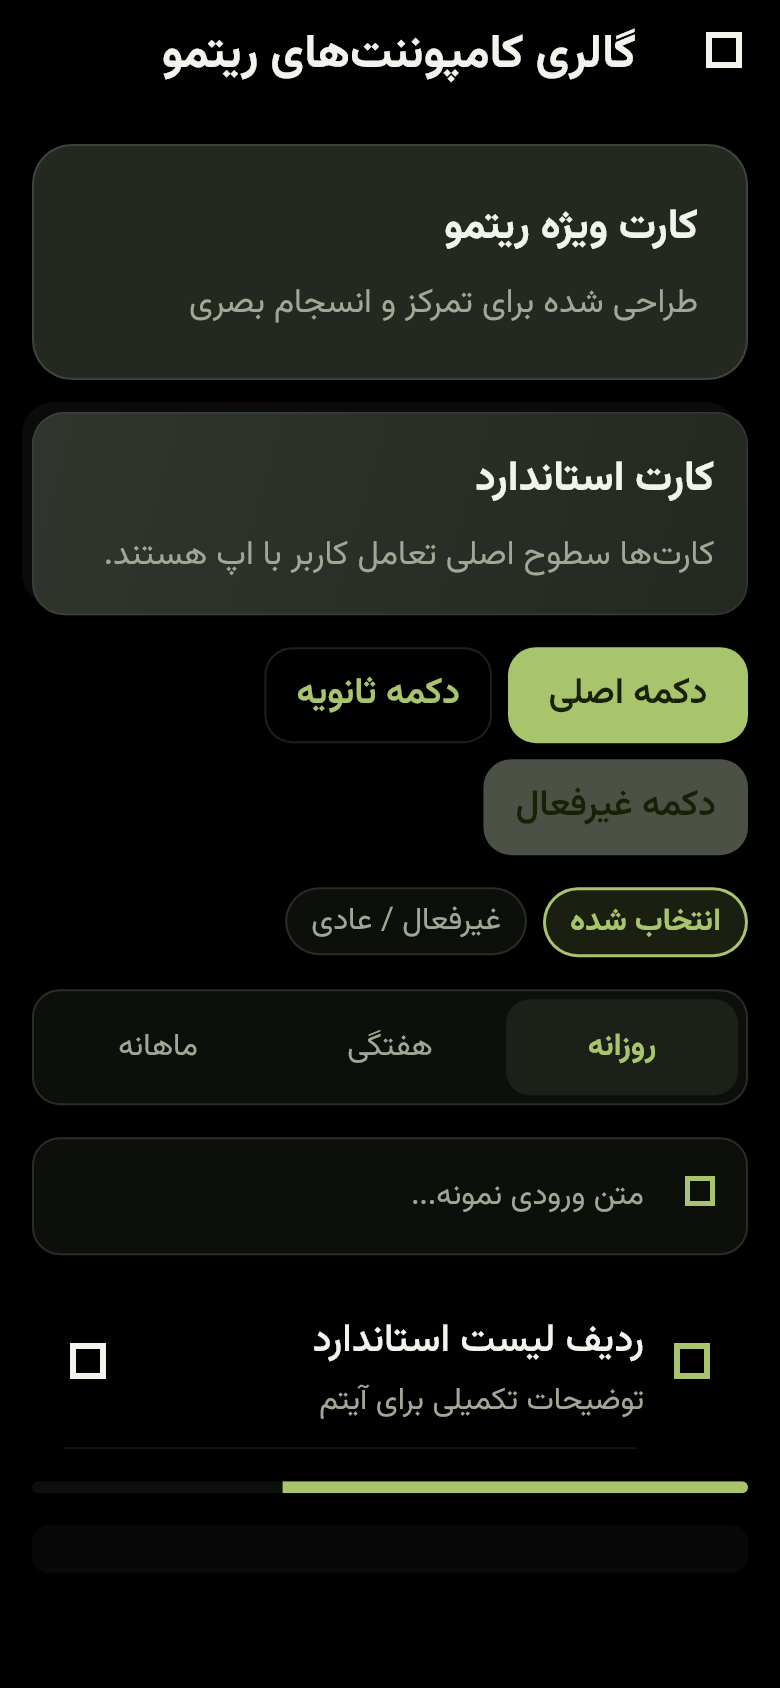 گالری کامپوننت‌های ریتمو
کارت ویژه ریتمو
طراحی شده برای تمرکز و انسجام بصری
کارت استاندارد
کارت‌ها سطوح اصلی تعامل کاربر با اپ هستند.
دکمه اصلی
دکمه ثانویه
دکمه غیرفعال
انتخاب شده
غیرفعال / عادی
روزانه
هفتگی
ماهانه
متن ورودی نمونه...
ردیف لیست استاندارد
توضیحات تکمیلی برای آیتم